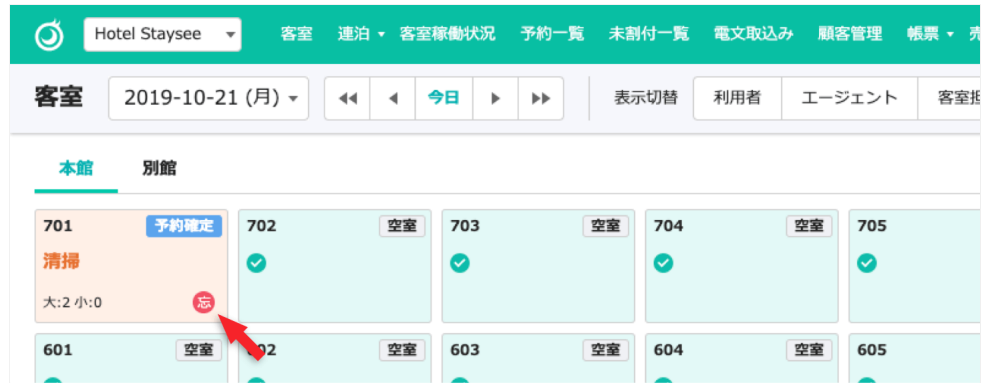 Hotel Staysee 客室 連泊 客室稼働状況 予約一覧 未割付一覧 電文取込み 顧客管理 帳票
客室 2019-10-21 (月) 今日 表示切替 利用者 エージェント 客室担
本館 別館
701 予約確定 702 空室 703 空室 704 空室 705
清掃
大:2 小:0 忘
601 空室 602 空室 603 空室 604 空室 605